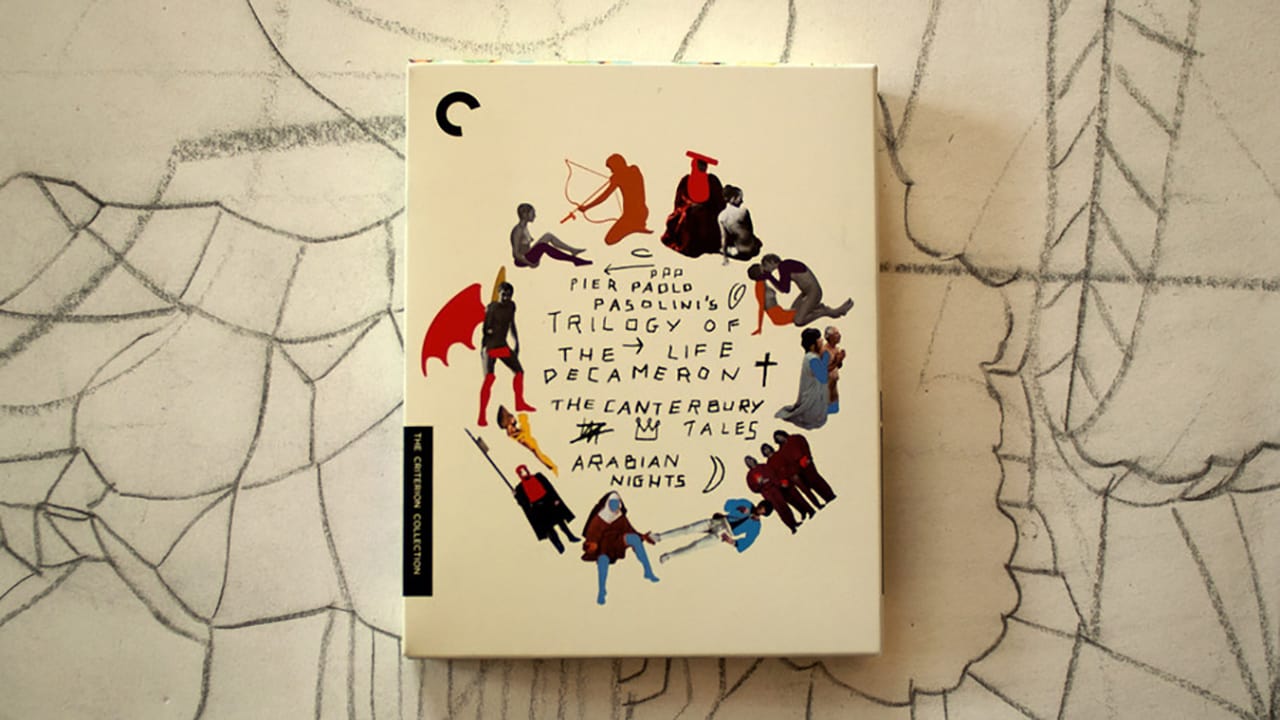 PPP
PIER PAOLO
PASOLINI'S
TRILOGY OF
THE → LIFE
DECAMERON
THE CANTERBURY
TALES
ARABIAN
NIGHTS
THE CRITERION COLLECTION